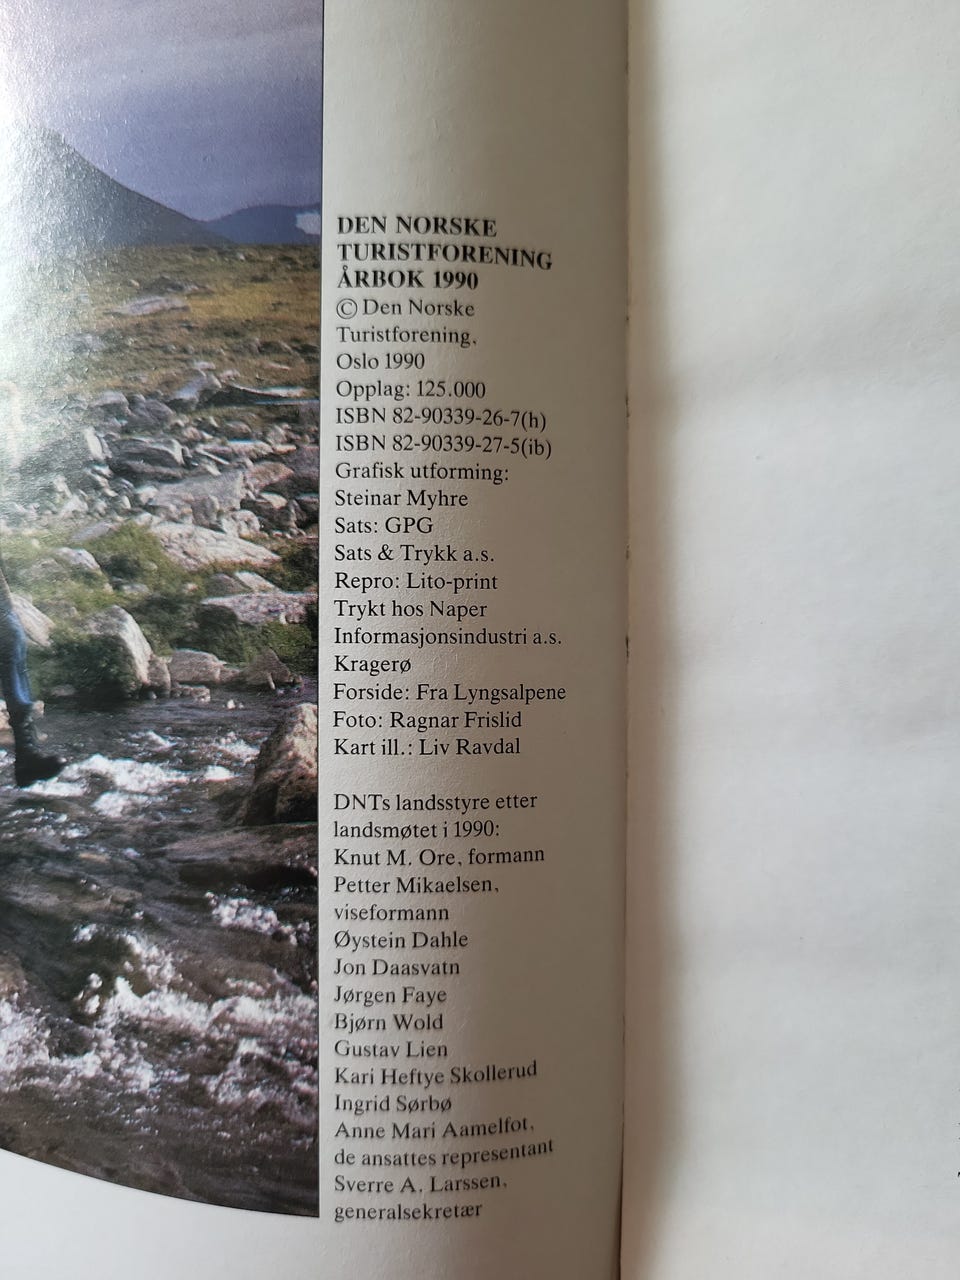 DEN NORSKE
TURISTFORENING
ÅRBOK 1990
© Den Norske
Turistforening,
Oslo 1990
Opplag: 125.000
ISBN 82-90339-26-7(h)
ISBN 82-90339-27-5(ib)
Grafisk utforming:
Steinar Myhre
Sats: GPG
Sats & Trykk a.s.
Repro: Lito-print
Trykt hos Naper
Informasjonsindustri a.s.
Kragerø
Forside: Fra Lyngsalpene
Foto: Ragnar Frislid
Kart ill.: Liv Ravdal
DNTs landsstyre etter
landsmøtet i 1990:
Knut M. Ore, formann
Petter Mikaelsen,
viseformann
Øystein Dahle
Jon Daasvatn
Jørgen Faye
Bjørn Wold
Gustav Lien
Kari Heftye Skollerud
Ingrid Sørbø
Anne Mari Aamelfot,
de ansattes representant
Sverre A. Larssen,
generalsekretær